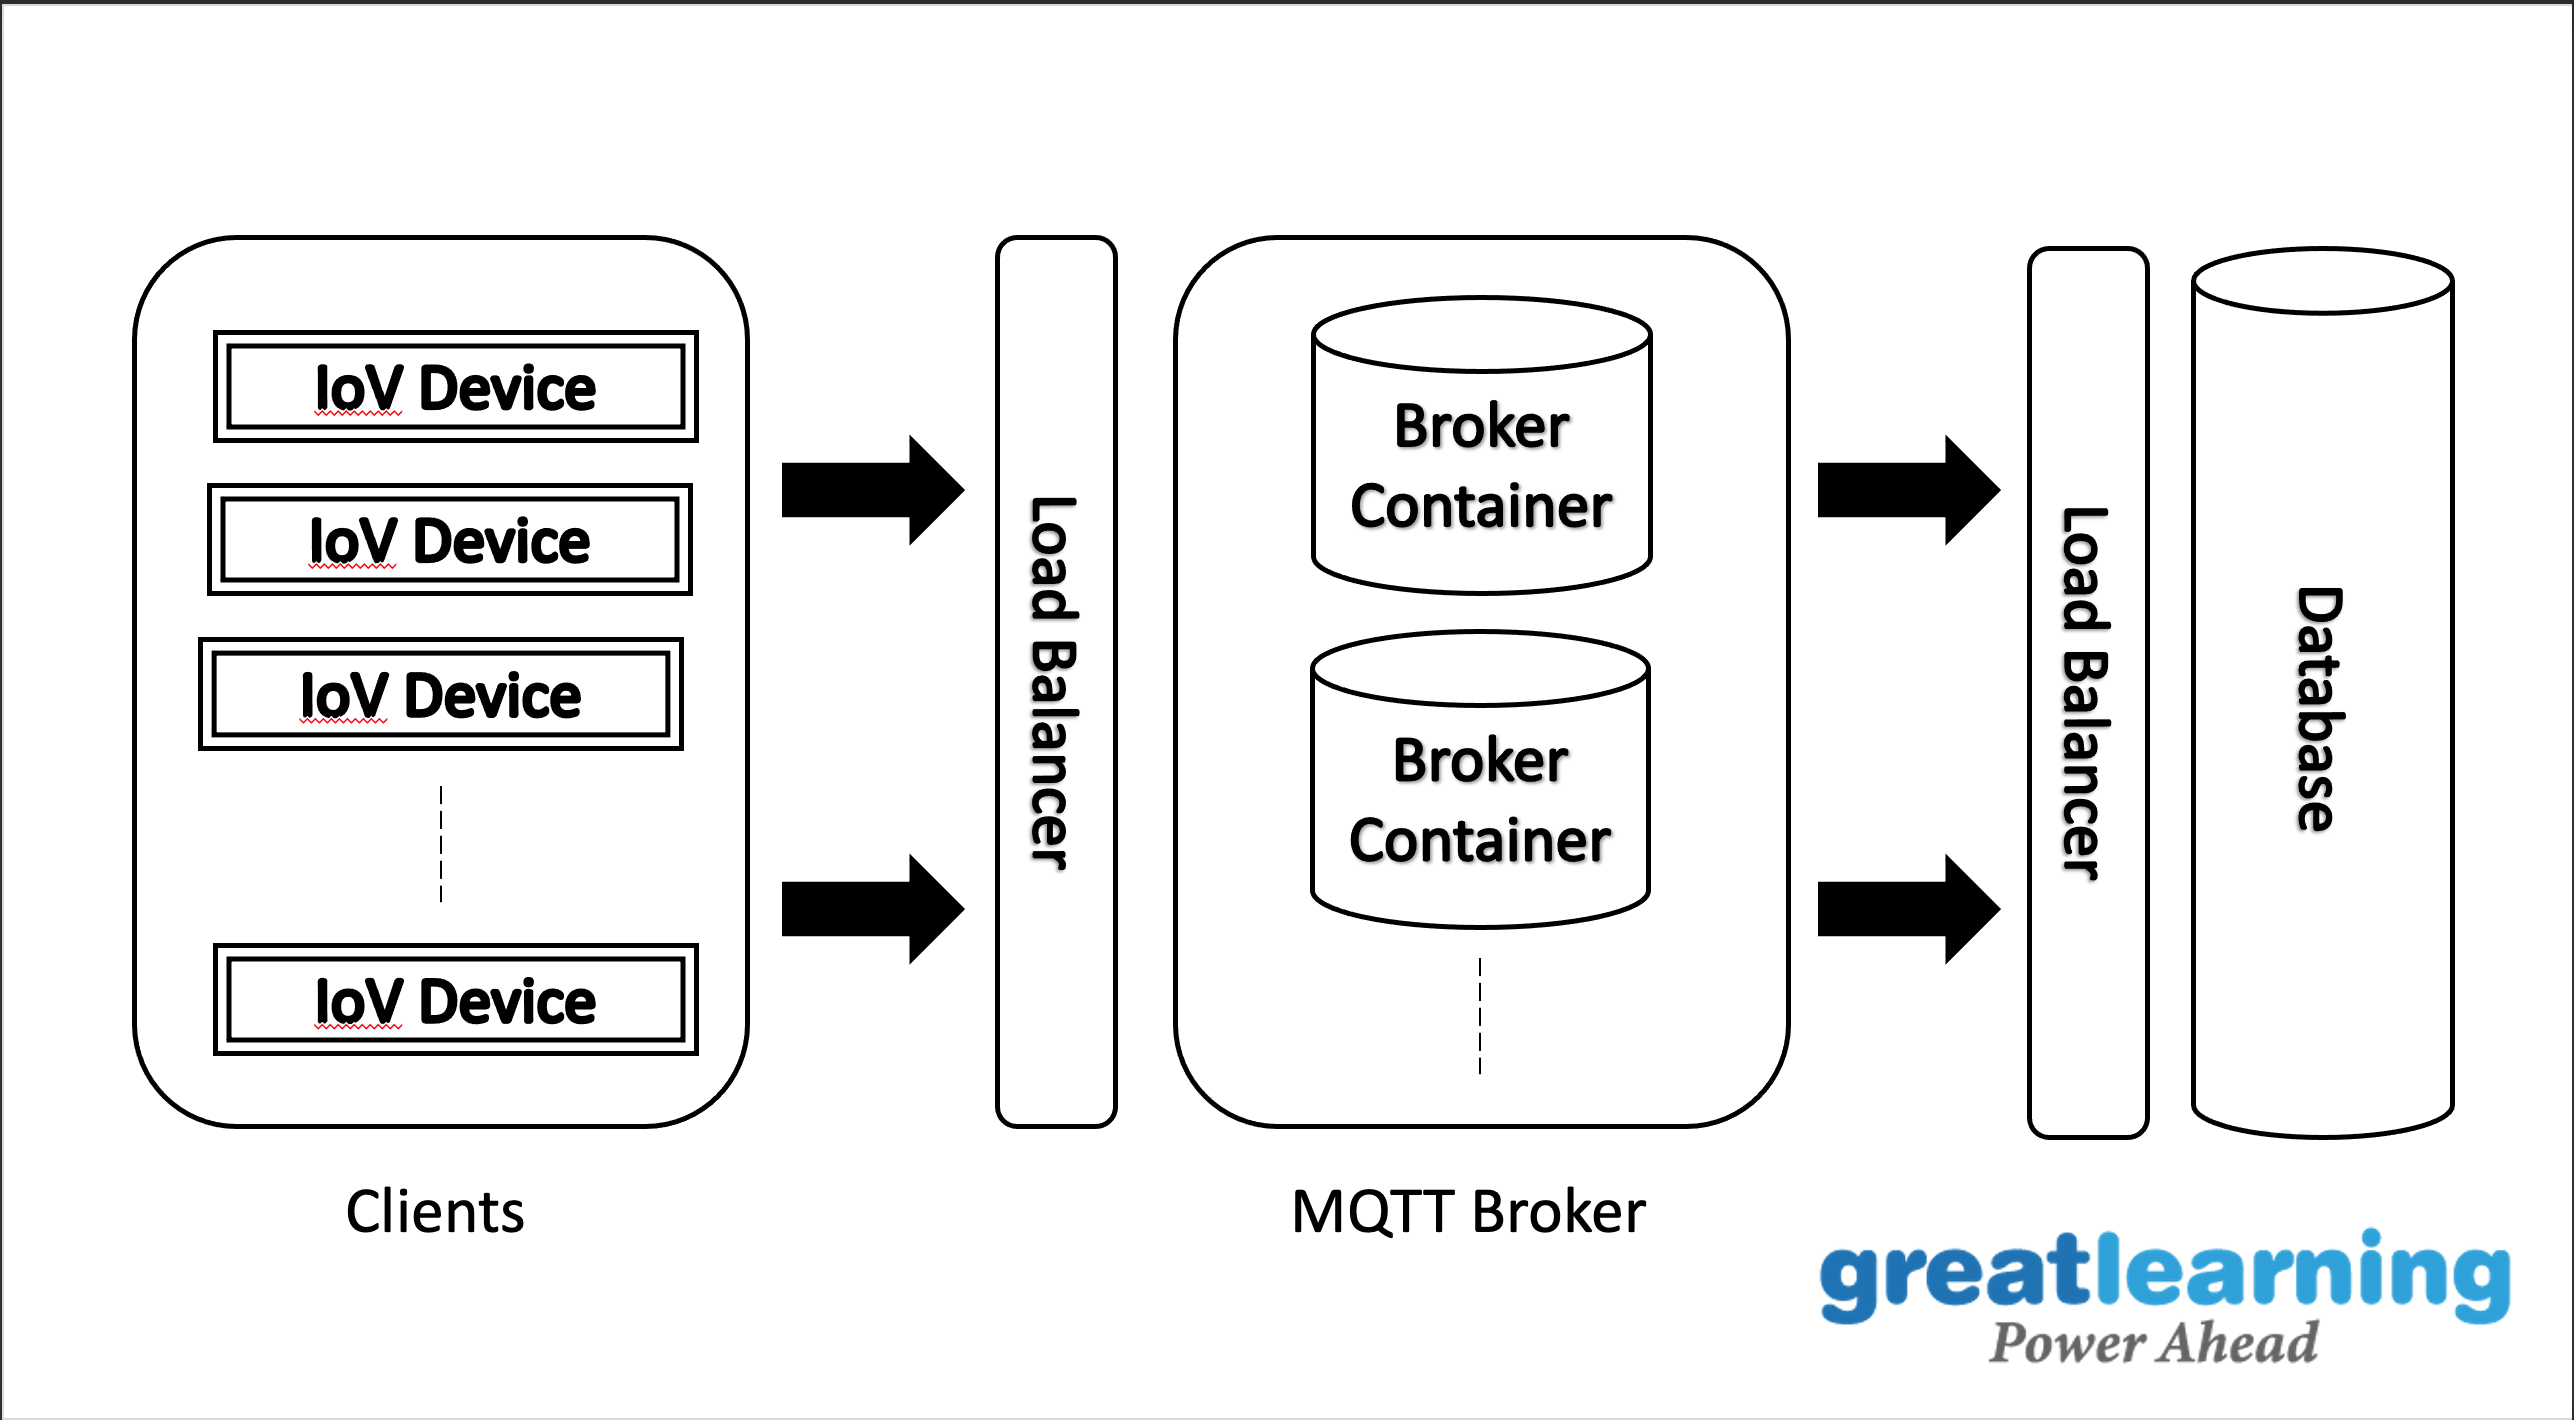 IoV Device
IoV Device
IoV Device
IoV Device
Clients
Load Balancer
Broker
Container
Broker
Container
MQTT Broker
Load Balancer
Database
greatlearning
Power Ahead